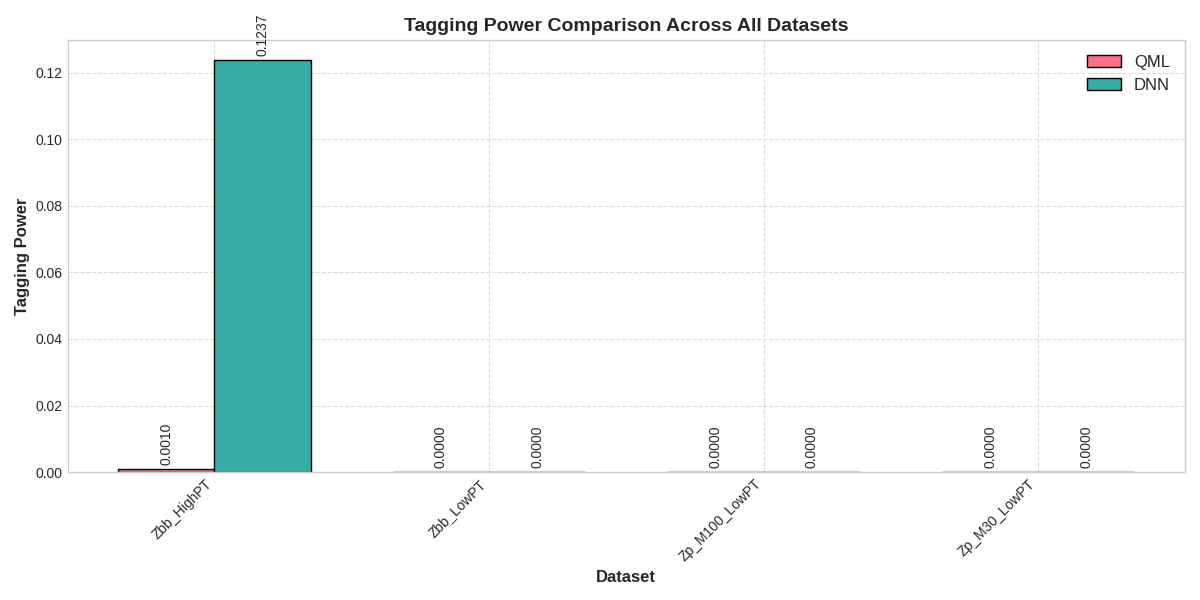 Tagging Power Comparison Across All Datasets
QML
DNN
Tagging Power
0.12
0.10
0.08
0.06
0.04
0.02
0.00
0.0010
0.1237
0.0000
0.0000
0.0000
0.0000
0.0000
0.0000
Zbb_HighPT
Zbb_LowPT
Zp_M100_LowPT
Zp_M30_LowPT
Dataset